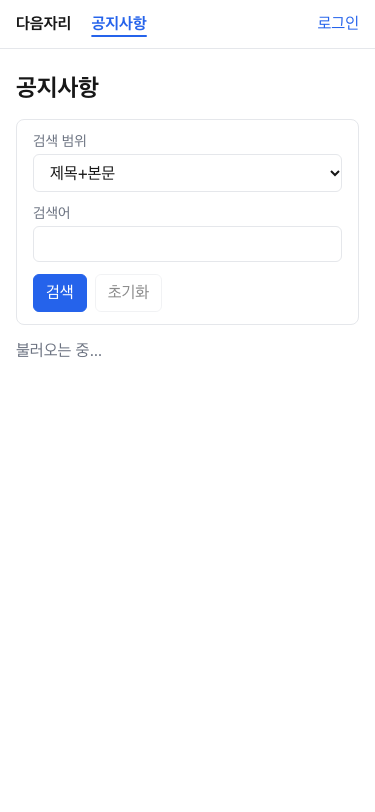 다음자리 공지사항 로그인
공지사항
검색 범위
제목+본문
검색어
검색 초기화
불러오는 중…